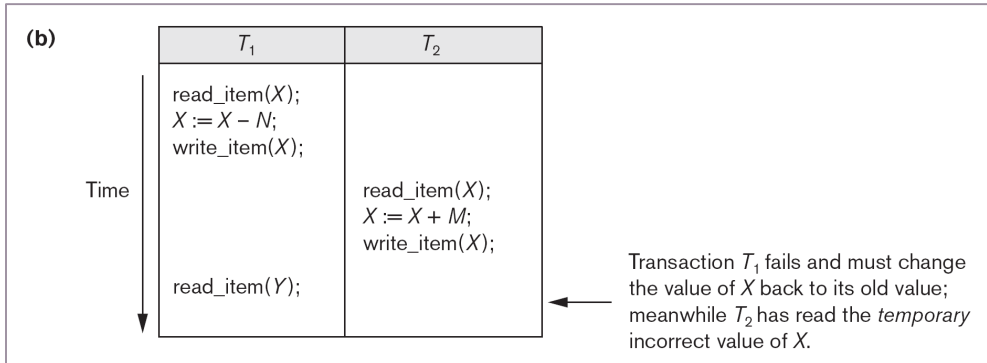 (b)
T₁ T₂
read_item(X);
X := X – N;
write_item(X);
Time
read_item(X);
X := X + M;
write_item(X);
read_item(Y);
Transaction T₁ fails and must change
the value of X back to its old value;
meanwhile T₂ has read the temporary
incorrect value of X.